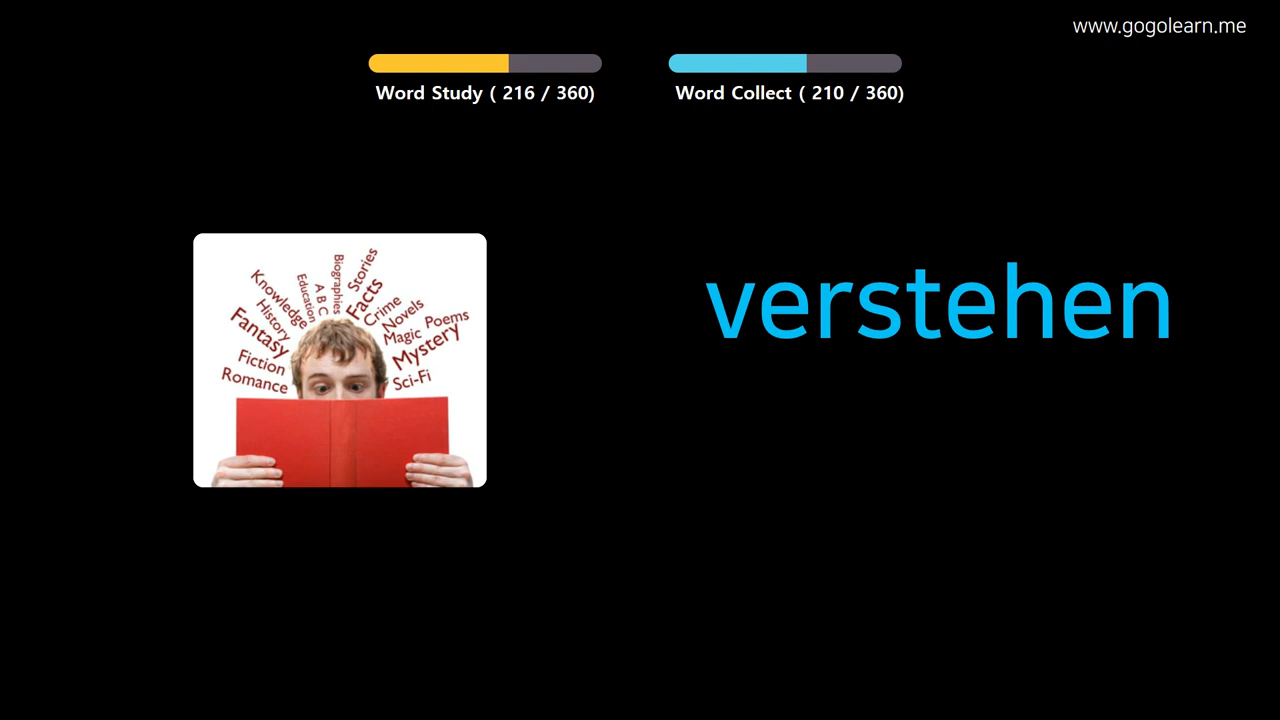 www.gogolearn.me
Word Study ( 216 / 360)
Word Collect ( 210 / 360)
verstehen
Knowledge
History
Fantasy
Fiction
Romance
Education
A B C
Biographies
Stories
Facts
Crime
Novels
Magic
Poems
Mystery
Sci-Fi